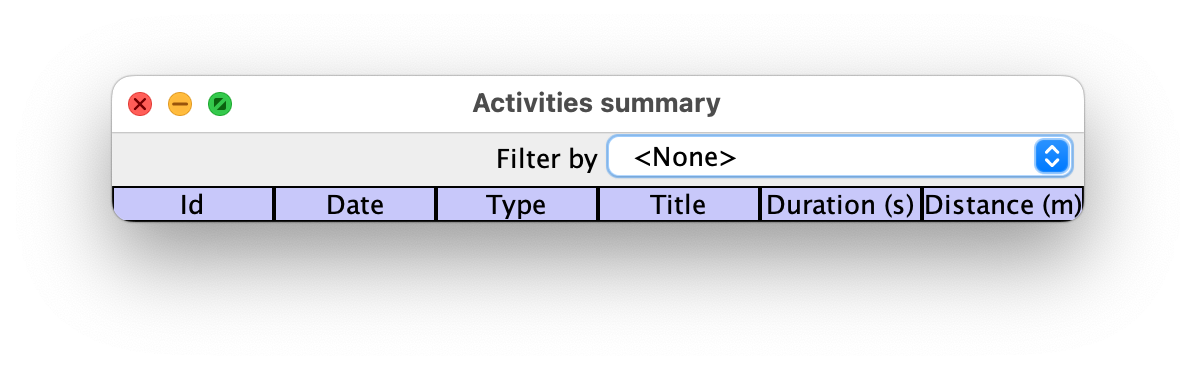 Activities summary
Filter by <None>
Id Date Type Title Duration (s) Distance (m)